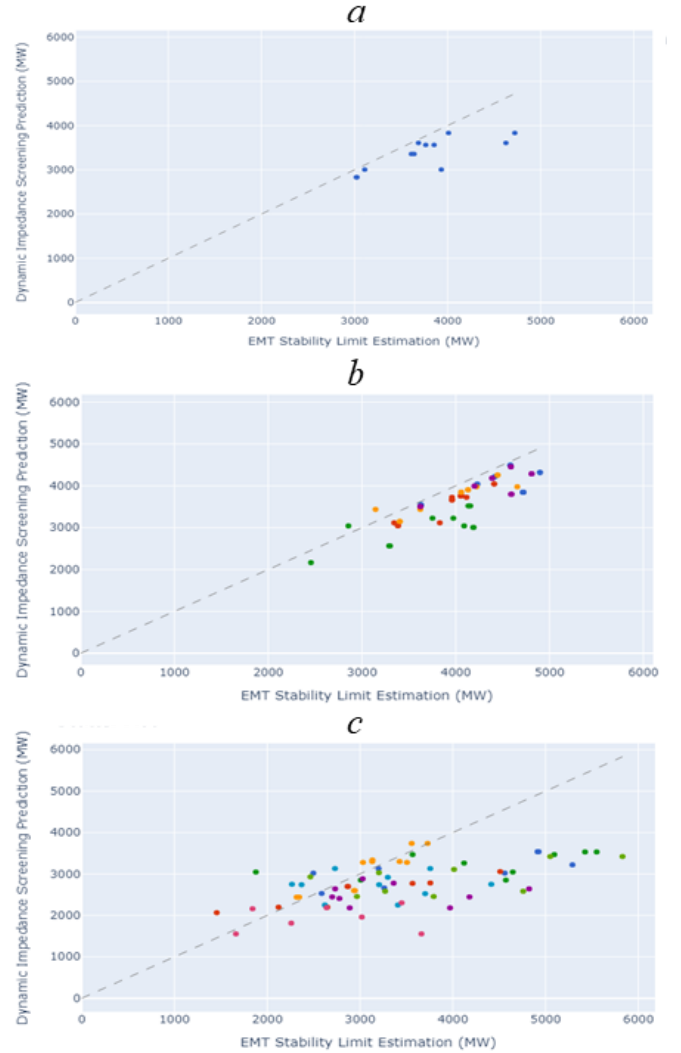 a
Dynamic Impedance Screening Prediction (MW)
6000
5000
4000
3000
2000
1000
0
0 1000 2000 3000 4000 5000 6000
EMT Stability Limit Estimation (MW)
b
Dynamic Impedance Screening Prediction (MW)
6000
5000
4000
3000
2000
1000
0
0 1000 2000 3000 4000 5000 6000
EMT Stability Limit Estimation (MW)
c
Dynamic Impedance Screening Prediction (MW)
6000
5000
4000
3000
2000
1000
0
0 1000 2000 3000 4000 5000 6000
EMT Stability Limit Estimation (MW)